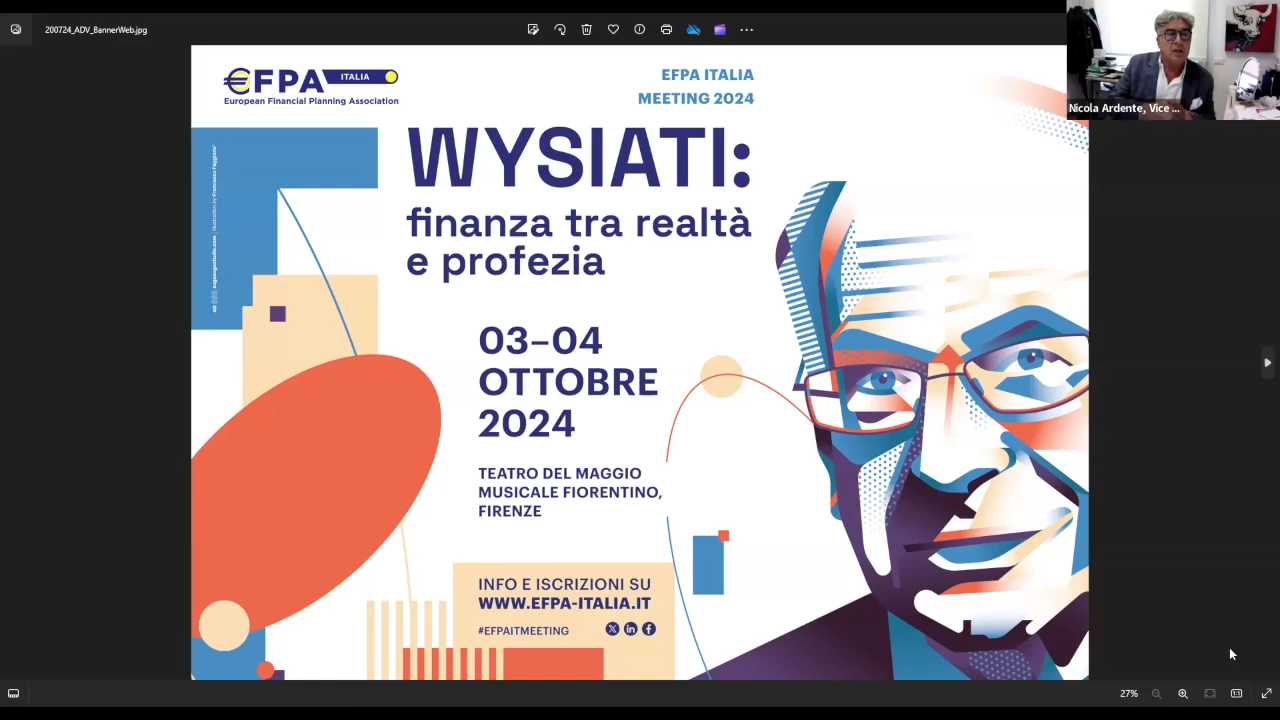 200724_ADV_BannerWeb.jpg
Nicola Ardente, Vice ...
€FPA ITALIA
European Financial Planning Association
EFPA ITALIA
MEETING 2024
WYSIATI:
finanza tra realtà
e profezia
03–04
OTTOBRE
2024
TEATRO DEL MAGGIO
MUSICALE FIORENTINO,
FIRENZE
INFO E ISCRIZIONI SU
WWW.EFPA-ITALIA.IT
#EFPAITMEETING
27%